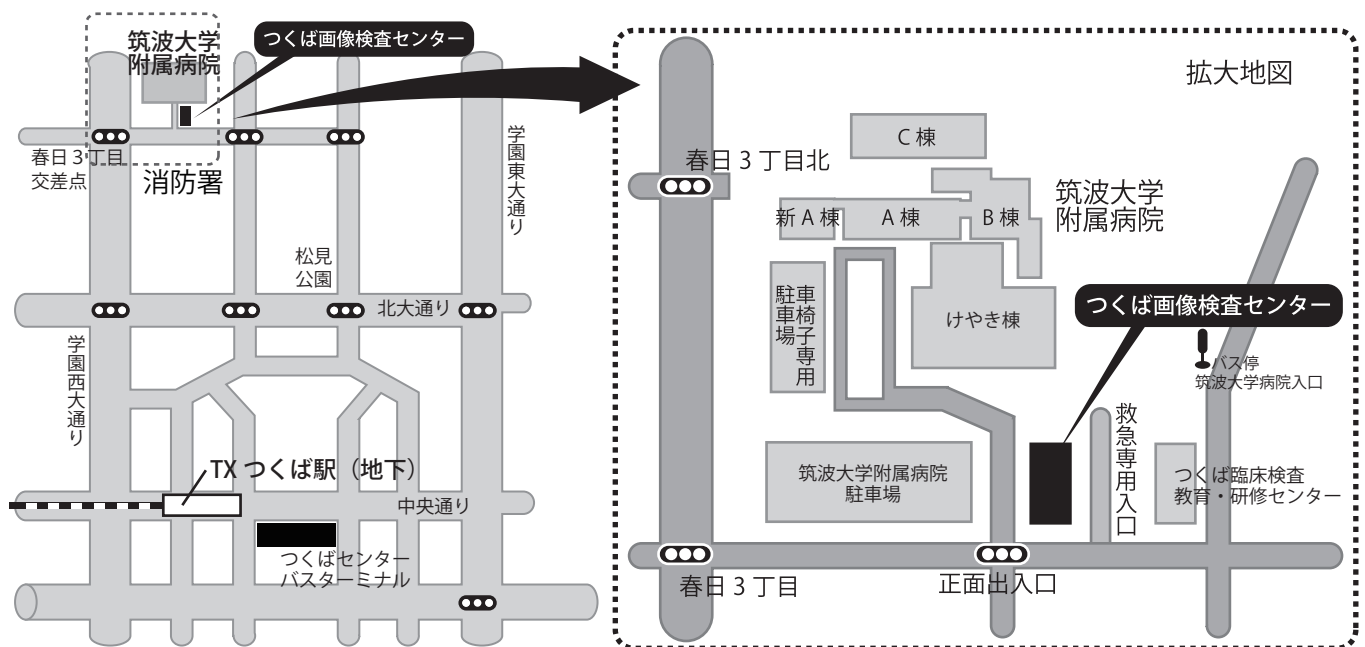 筑波大学
附属病院
つくば画像検査センター
春日3丁目
交差点
消防署
学園東大通り
松見
公園
北大通り
学園西大通り
TX つくば駅（地下）
中央通り
つくばセンター
バスターミナル
拡大地図
春日3丁目北
C棟
新A棟
A棟
B棟
筑波大学
附属病院
車椅子専用
駐車場
けやき棟
つくば画像検査センター
バス停
筑波大学病院入口
救急専用入口
筑波大学附属病院
駐車場
つくば臨床検査
教育・研修センター
春日3丁目
正面出入口